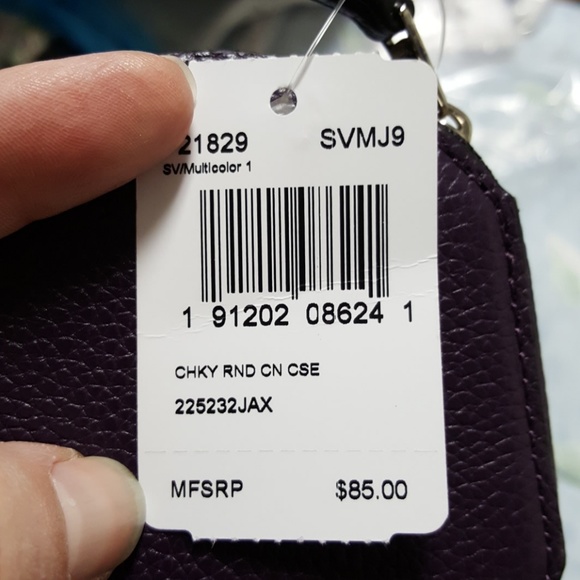 21829 SVMJ9
SV/Multicolor 1
1 91202 08624 1
CHKY RND CN CSE
225232JAX
MFSRP $85.00